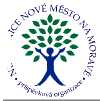 NOVÉ MĚSTO NA MORAVĚ
příspěvková organizace